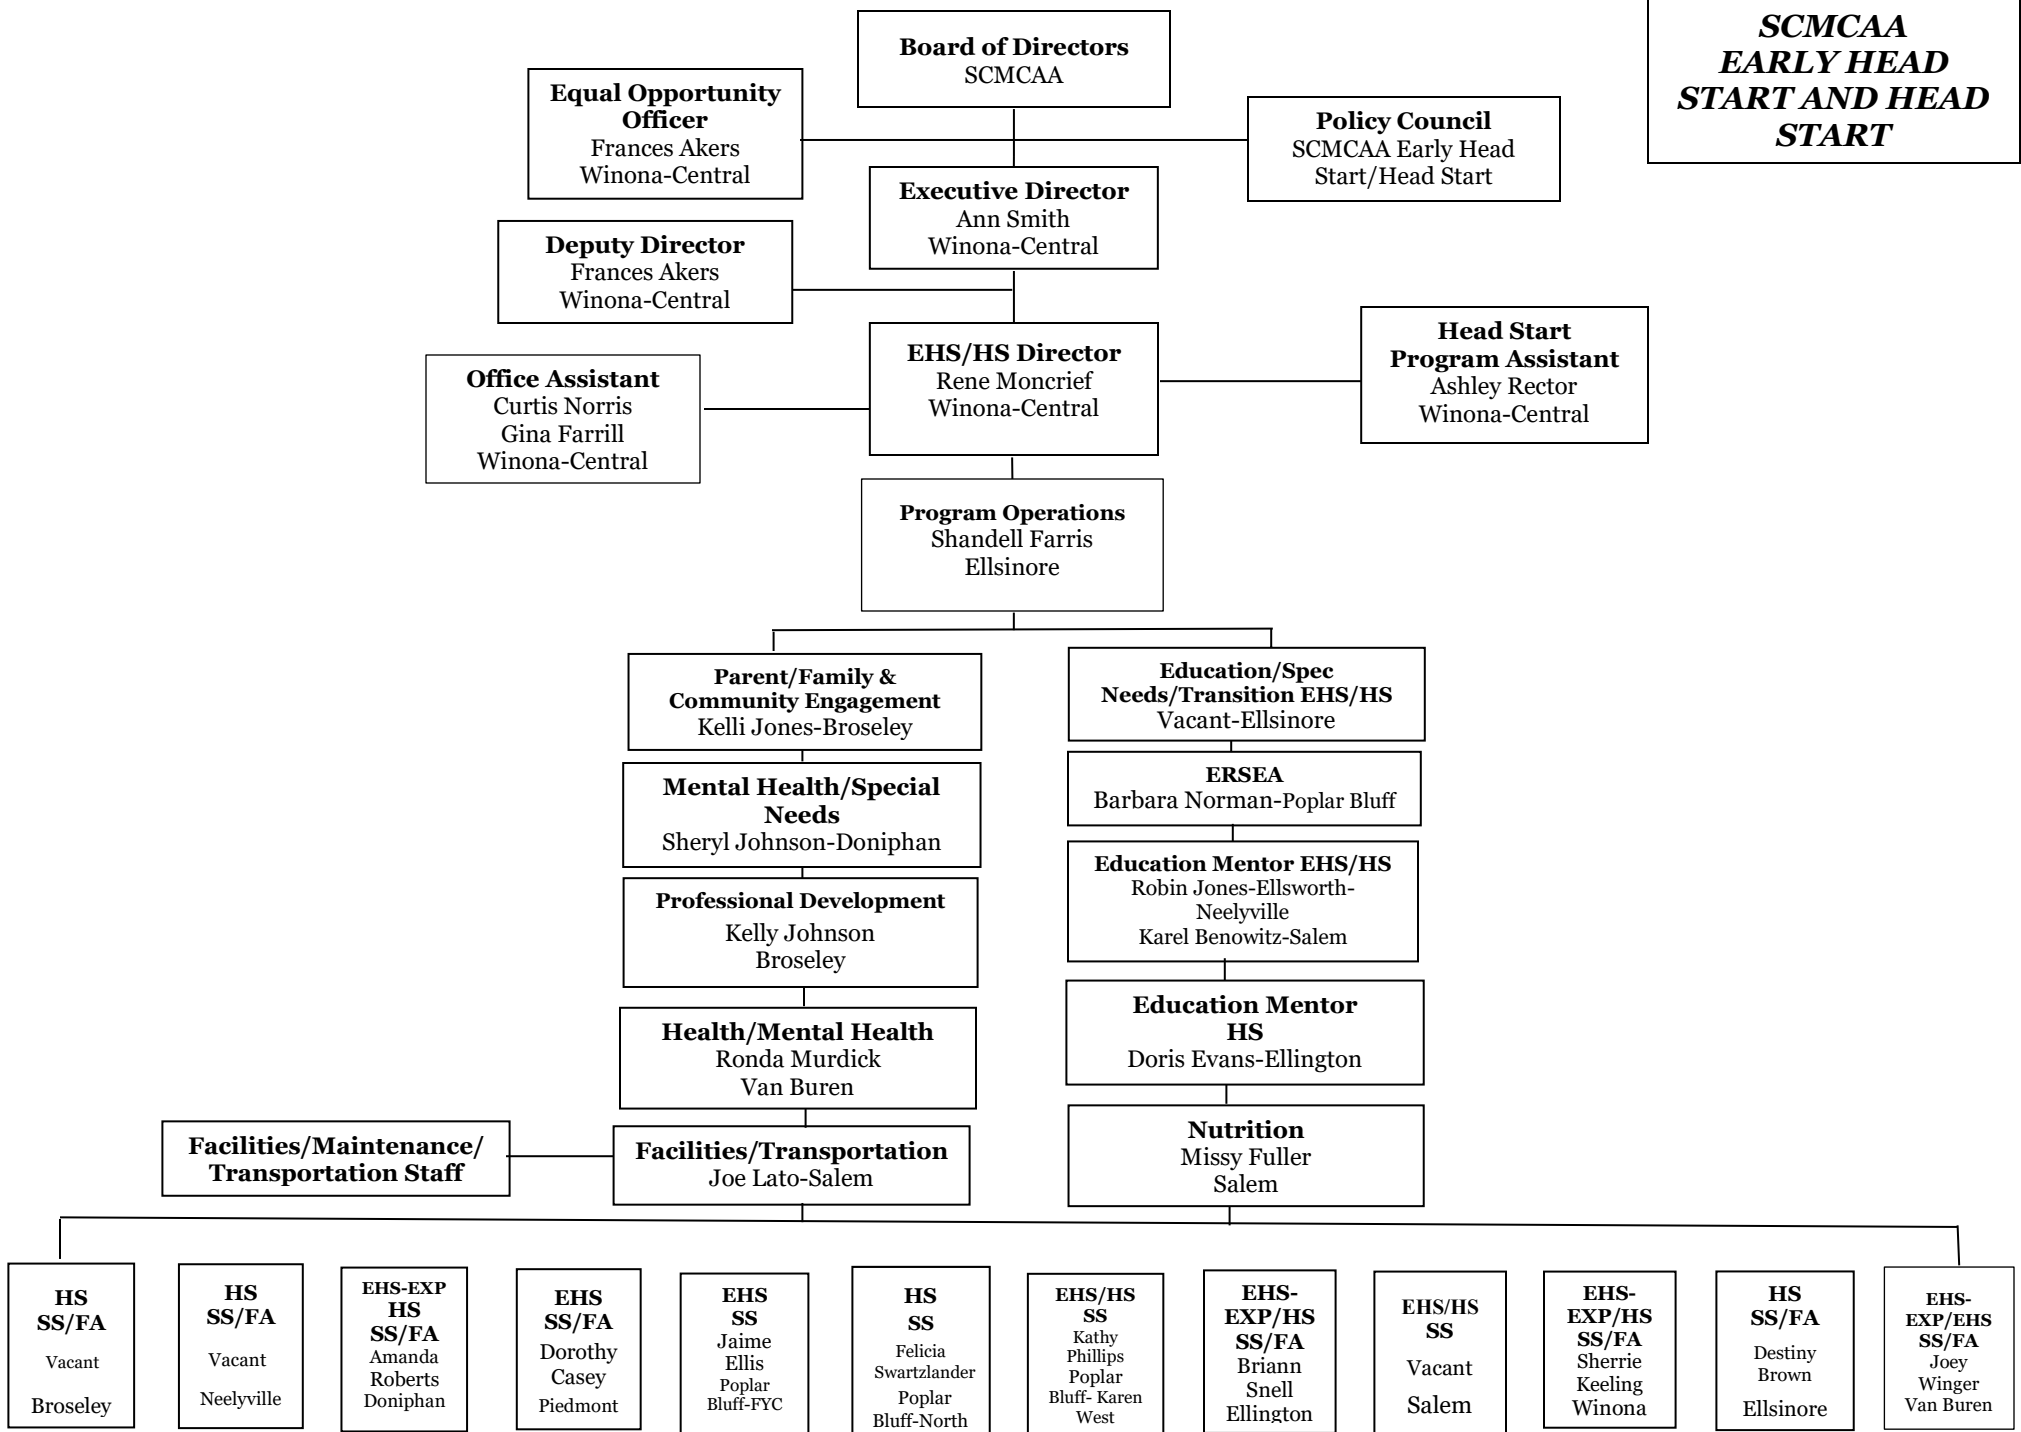 SCMCAA
EARLY HEAD
START AND HEAD
START
Board of Directors
SCMCAA
Equal Opportunity
Officer
Frances Akers
Winona-Central
Policy Council
SCMCAA Early Head
Start/Head Start
Executive Director
Ann Smith
Winona-Central
Deputy Director
Frances Akers
Winona-Central
EHS/HS Director
Rene Moncrief
Winona-Central
Head Start
Program Assistant
Ashley Rector
Winona-Central
Office Assistant
Curtis Norris
Gina Farrill
Winona-Central
Program Operations
Shandell Farris
Ellsinore
Parent/Family &
Community Engagement
Kelli Jones-Broseley
Mental Health/Special
Needs
Sheryl Johnson-Doniphan
Professional Development
Kelly Johnson
Broseley
Health/Mental Health
Ronda Murdick
Van Buren
Facilities/Transportation
Joe Lato-Salem
Facilities/Maintenance/
Transportation Staff
Education/Spec
Needs/Transition EHS/HS
Vacant-Ellsinore
ERSEA
Barbara Norman-Poplar Bluff
Education Mentor EHS/HS
Robin Jones-Ellsworth-
Neelyville
Karel Benowitz-Salem
Education Mentor
HS
Doris Evans-Ellington
Nutrition
Missy Fuller
Salem
HS
SS/FA
Vacant
Broseley
HS
SS/FA
Vacant
Neelyville
EHS-EXP
HS
SS/FA
Amanda
Roberts
Doniphan
EHS
SS/FA
Dorothy
Casey
Piedmont
EHS
SS
Jaime
Ellis
Poplar
Bluff-FYC
HS
SS
Felicia
Swartzlander
Poplar
Bluff-North
EHS/HS
SS
Kathy
Phillips
Poplar
Bluff- Karen
West
EHS-
EXP/HS
SS/FA
Briann
Snell
Ellington
EHS/HS
SS
Vacant
Salem
EHS-
EXP/HS
SS/FA
Sherrie
Keeling
Winona
HS
SS/FA
Destiny
Brown
Ellsinore
EHS-
EXP/EHS
SS/FA
Joey
Winger
Van Buren